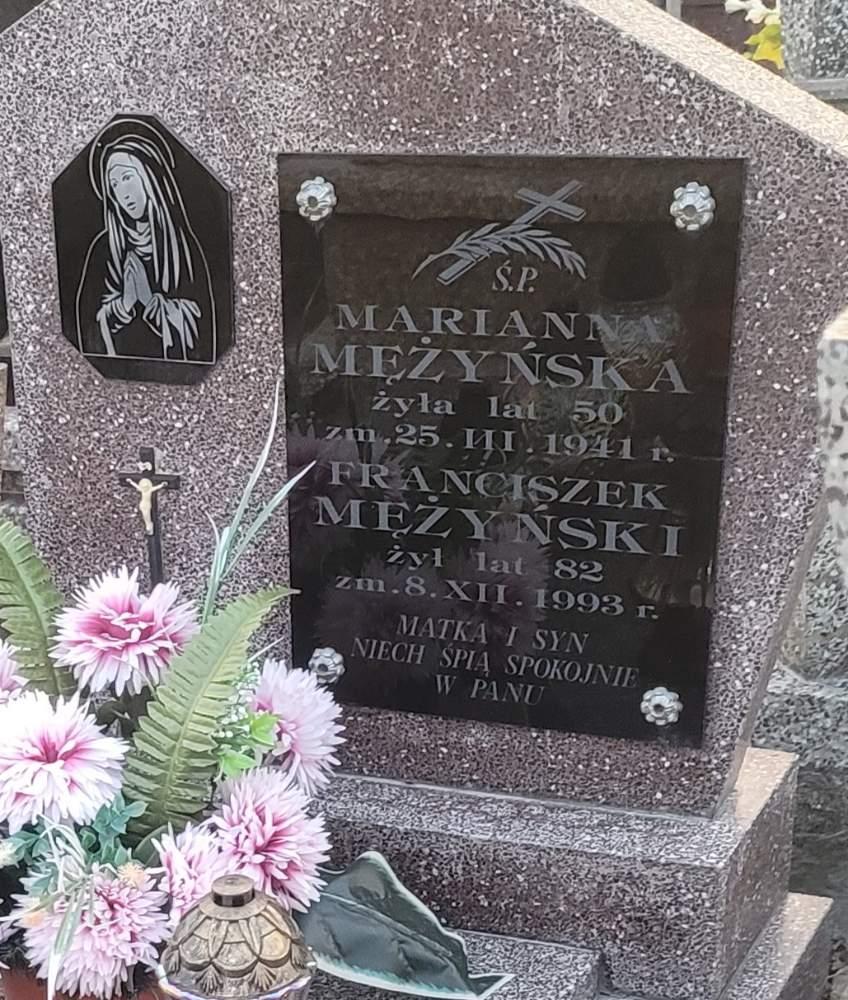 Ś.P.
MARIANNA
MĘŻYŃSKA
żyła lat 50
zm. 25. III. 1941 r.
FRANCISZEK
MĘŻYŃSKI
żył lat 82
zm. 8. XII. 1993 r.
MATKA I SYN
NIECH ŚPIĄ SPOKOJNIE
W PANU